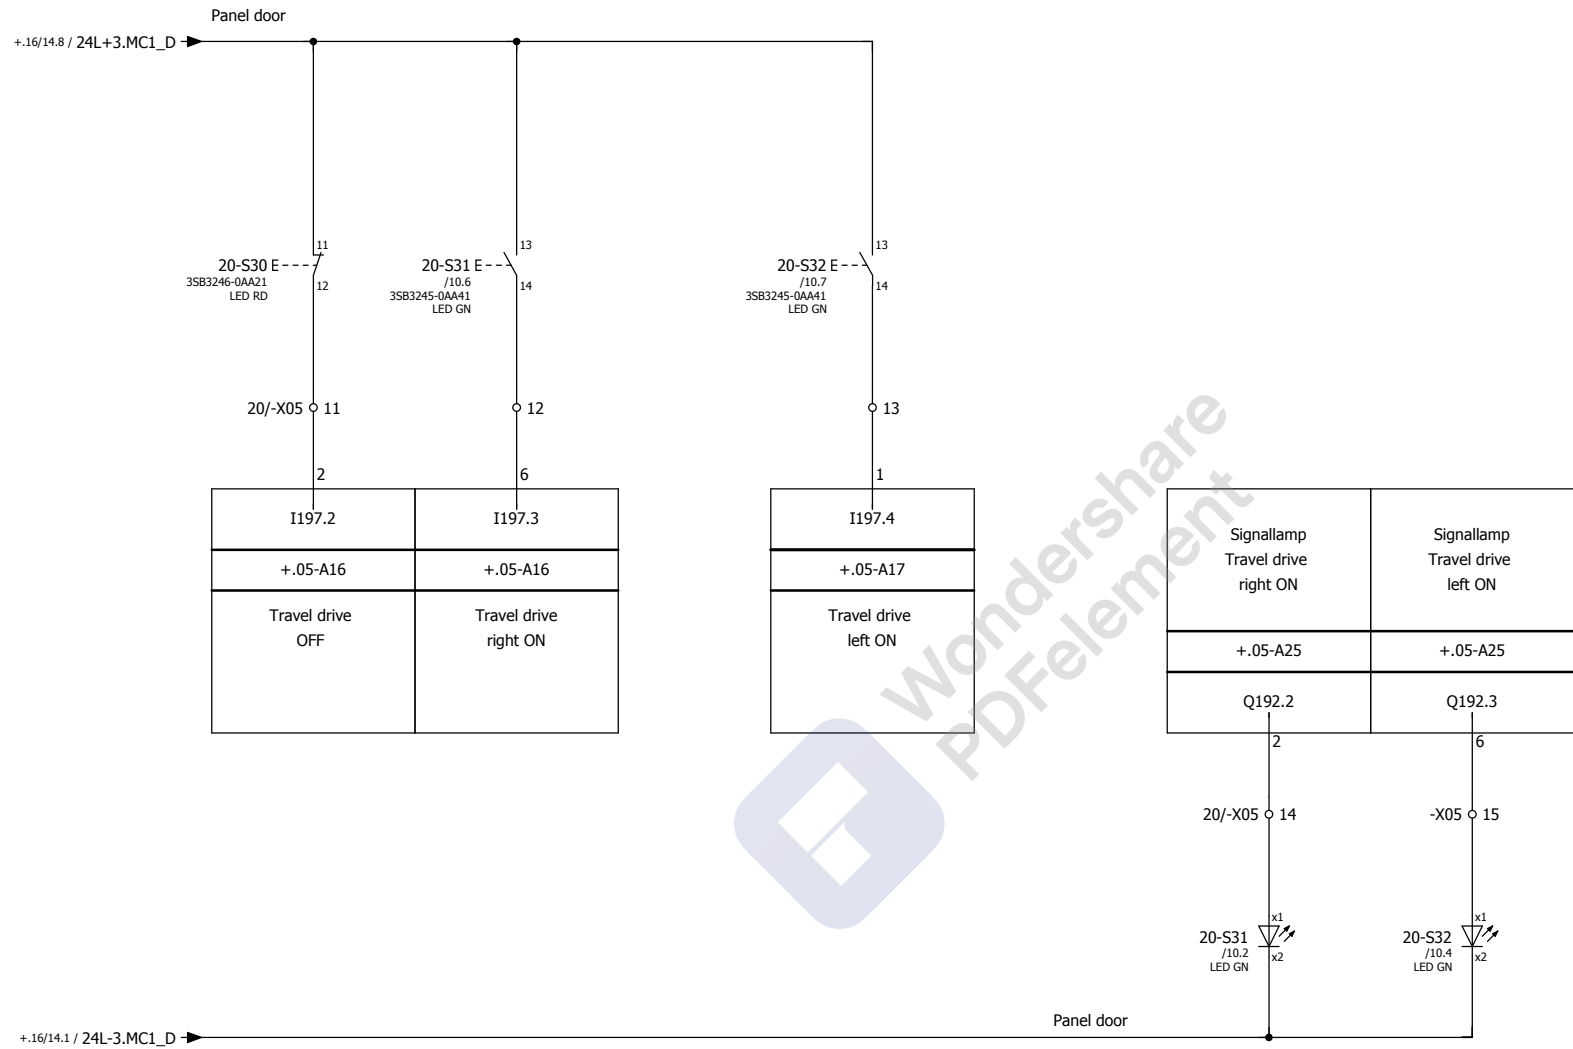 Panel door
+.16/14.8 / 24L+3.MC1_D
11
13
13
20-S30 E
20-S31 E
20-S32 E
3SB3246-0AA21
/10.6
/10.7
LED RD
3SB3245-0AA41
3SB3245-0AA41
LED GN
LED GN
12
14
14
20/-X05 11
12
13
2
6
1
I197.2
I197.3
I197.4
+.05-A16
+.05-A16
+.05-A17
Travel drive
OFF
Travel drive
right ON
Travel drive
left ON
Signallamp
Travel drive
right ON
Signallamp
Travel drive
left ON
+.05-A25
+.05-A25
Q192.2
Q192.3
2
6
20/-X05 14
-X05 15
x1
x1
20-S31
/10.2
LED GN
x2
20-S32
/10.4
LED GN
x2
Panel door
+.16/14.1 / 24L-3.MC1_D
Wondershare
PDFelement